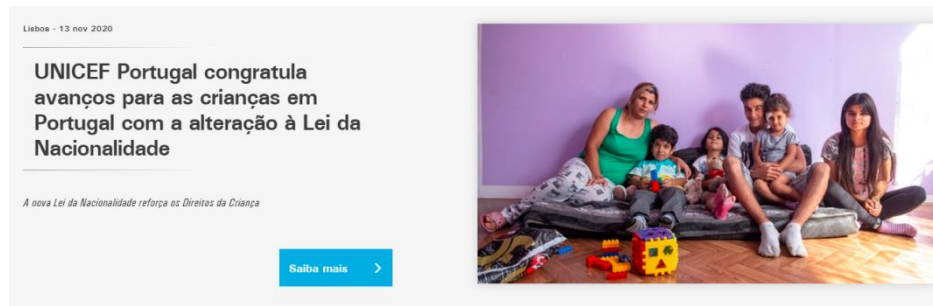 Lisboa - 13 nov 2020
UNICEF Portugal congratula
avanços para as crianças em
Portugal com a alteração à Lei da
Nacionalidade
A nova Lei da Nacionalidade reforça os Direitos da Criança
Saiba mais